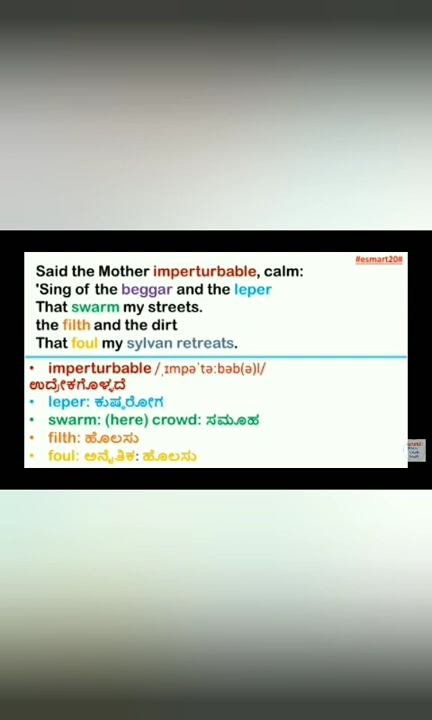 #esmart20#
Said the Mother imperturbable, calm:
'Sing of the beggar and the leper
That swarm my streets.
the filth and the dirt
That foul my sylvan retreats.
• imperturbable /ˌɪmpəˈtəːbəb(ə)l/
ಉದ್ರೇಕಗೊಳ್ಳದೆ
• leper: ಕುಷ್ಠರೋಗ
• swarm: (here) crowd: ಸಮೂಹ
• filth: ಹೊಲಸು
• foul: ಅನೈತಿಕ: ಹೊಲಸು